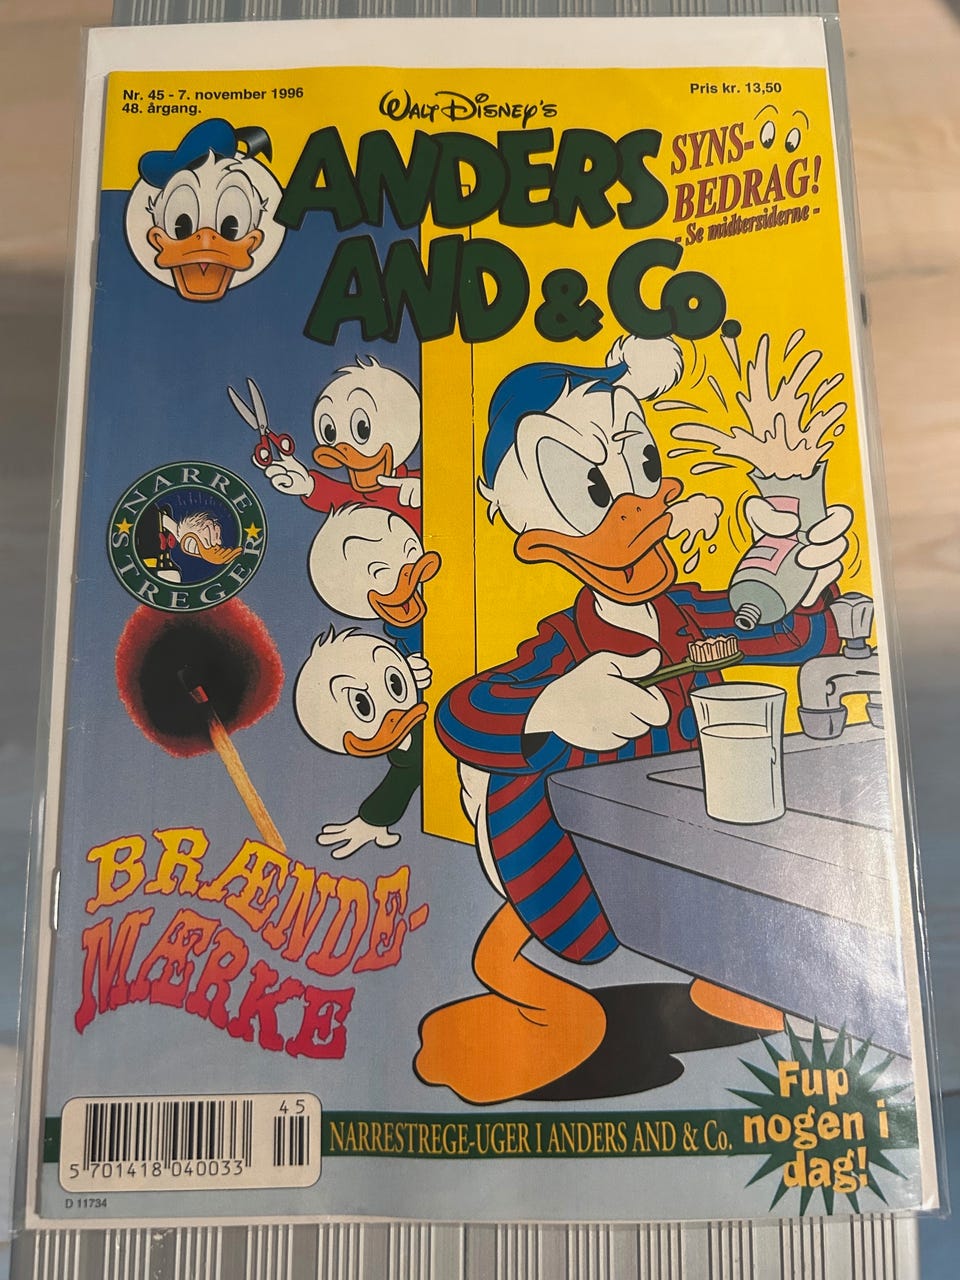 Nr. 45 - 7. november 1996
48. årgang.
WALT DISNEY'S
Pris kr. 13,50
ANDERS
AND & Co.
SYNS-
BEDRAG!
- Se midtersiderne -
NARRE
STREGER
BRÆNDE-
MÆRKE
45
5 701418 040033
D 11734
NARRESTREGE-UGER I ANDERS AND & Co.
Fup
nogen i
dag!